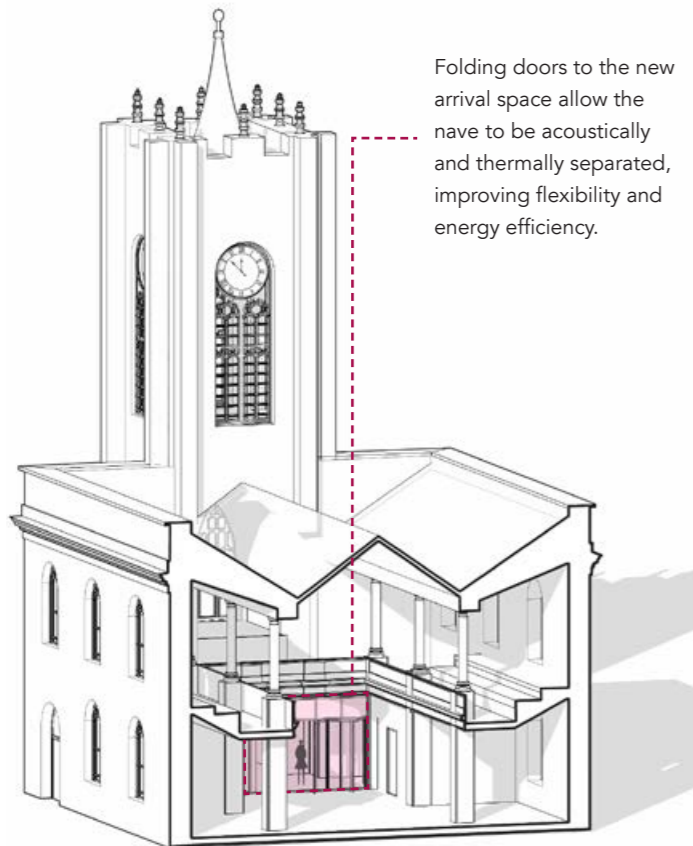 Folding doors to the new
arrival space allow the
nave to be acoustically
and thermally separated,
improving flexibility and
energy efficiency.